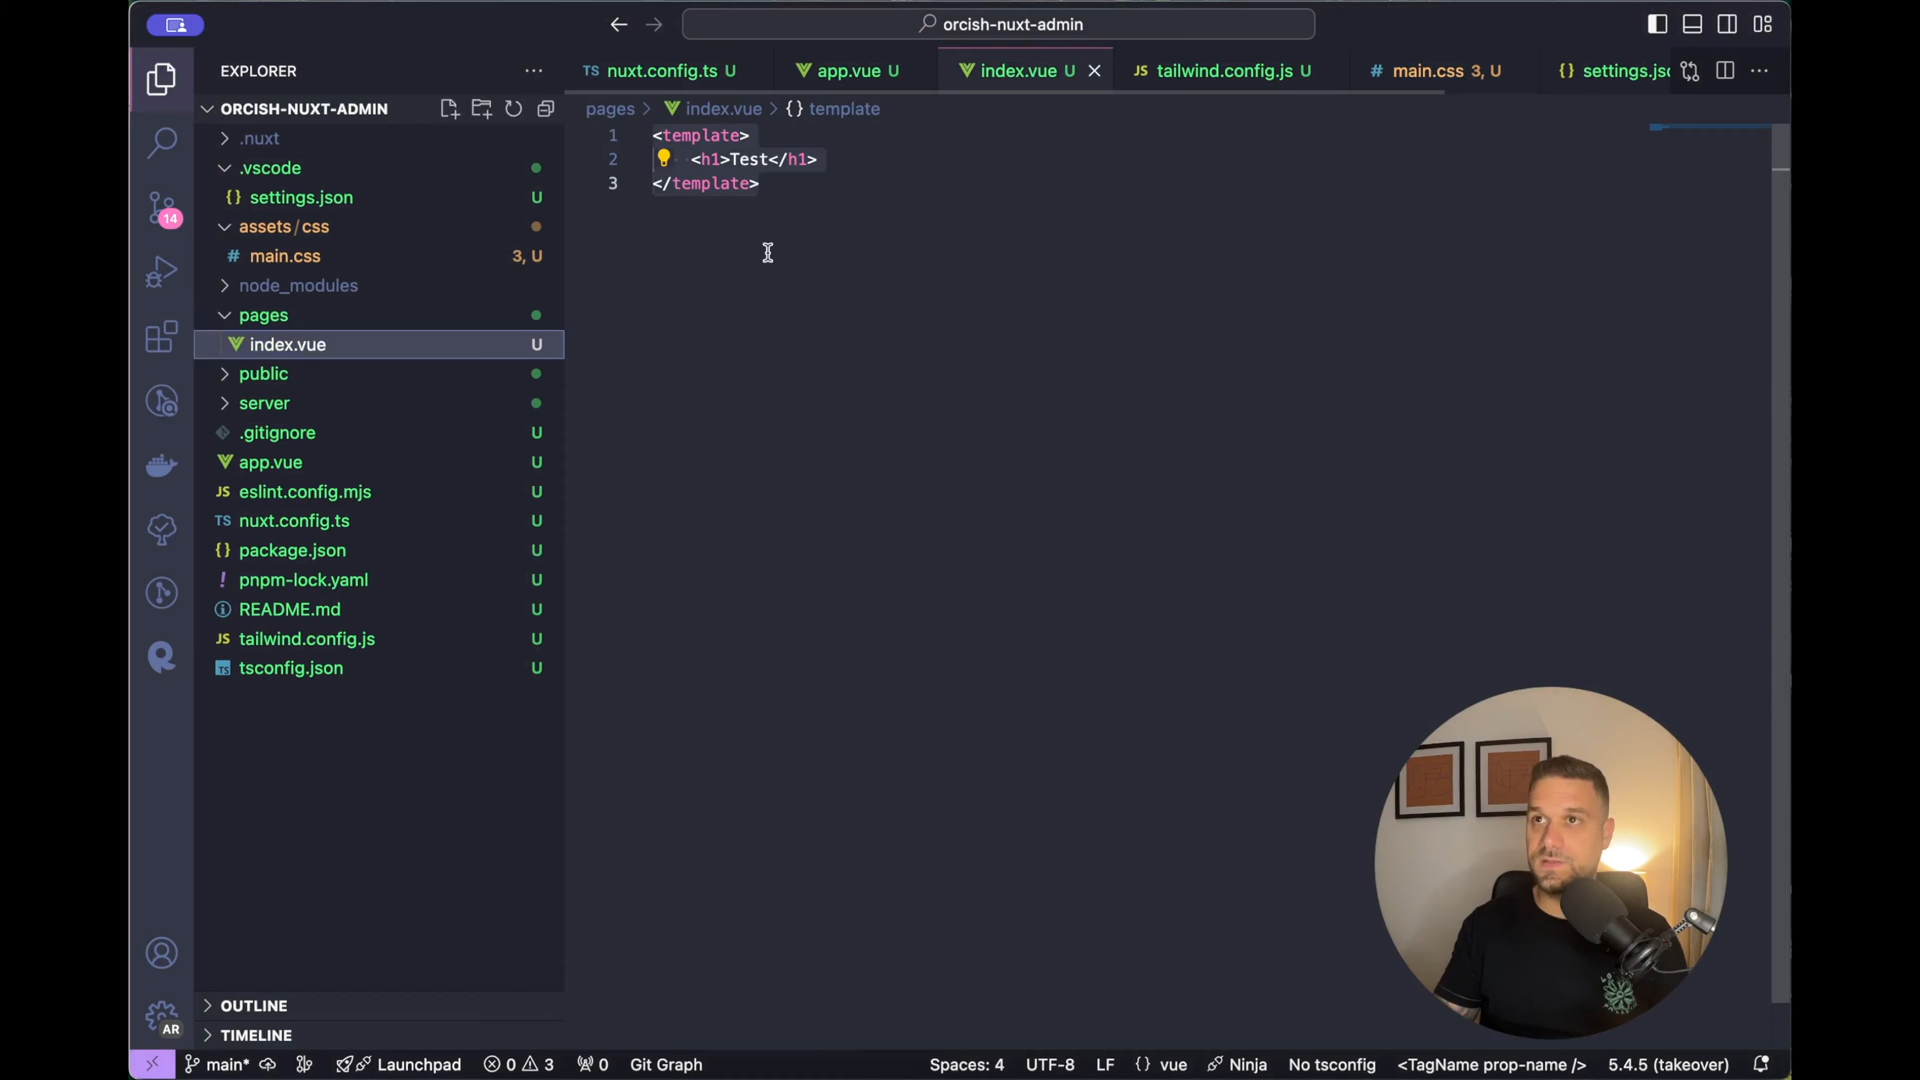 orcish-nuxt-admin
EXPLORER
TS nuxt.config.ts U
app.vue U
index.vue U
JS tailwind.config.js U
# main.css 3, U
{} settings.jsc
ORCISH-NUXT-ADMIN
pages > index.vue > {} template
.nuxt
.vscode
{} settings.json U
assets/css
# main.css 3, U
node_modules
pages
index.vue U
public
server
.gitignore U
app.vue U
JS eslint.config.mjs U
TS nuxt.config.ts U
{} package.json U
! pnpm-lock.yaml U
README.md U
JS tailwind.config.js U
TS tsconfig.json U
1 <template>
2 <h1>Test</h1>
3 </template>
14
OUTLINE
AR
TIMELINE
main* Launchpad 0 3 0 Git Graph Spaces: 4 UTF-8 LF {} vue Ninja No tsconfig <TagName prop-name /> 5.4.5 (takeover)